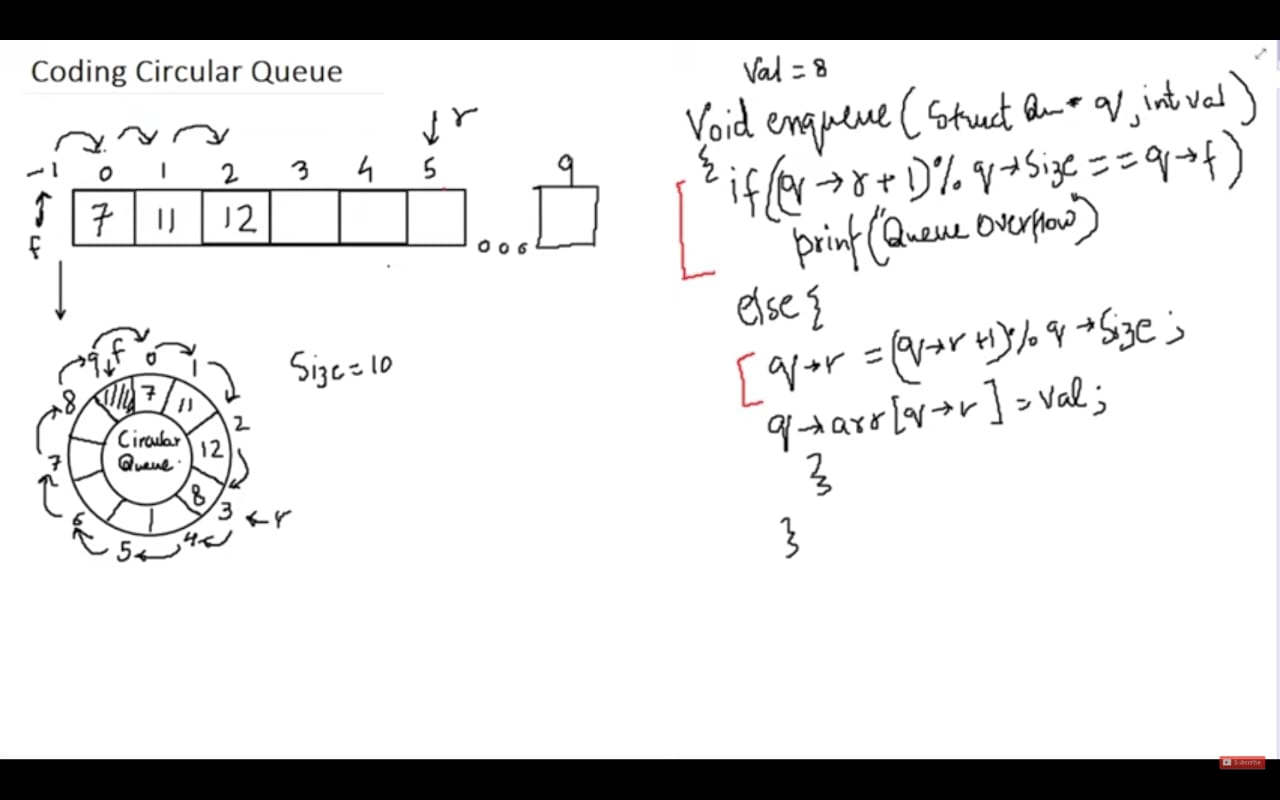 Coding Circular Queue
-1 0 1 2 3 4 5 ↓ r 9
7 11 12
f
... 
Size = 10
9 f 0 1
8 7 11 2
Circular
Queue
12
7 8 3 ← r
6 5 4
Val = 8
Void enqueue (Struct Qu* q, int val)
{ if((q→r+1)% q→Size == q→f)
printf("Queue Overflow")
else {
q→r = (q→r+1)% q→Size;
q→arr[q→r] = val;
}
}
Subscribe